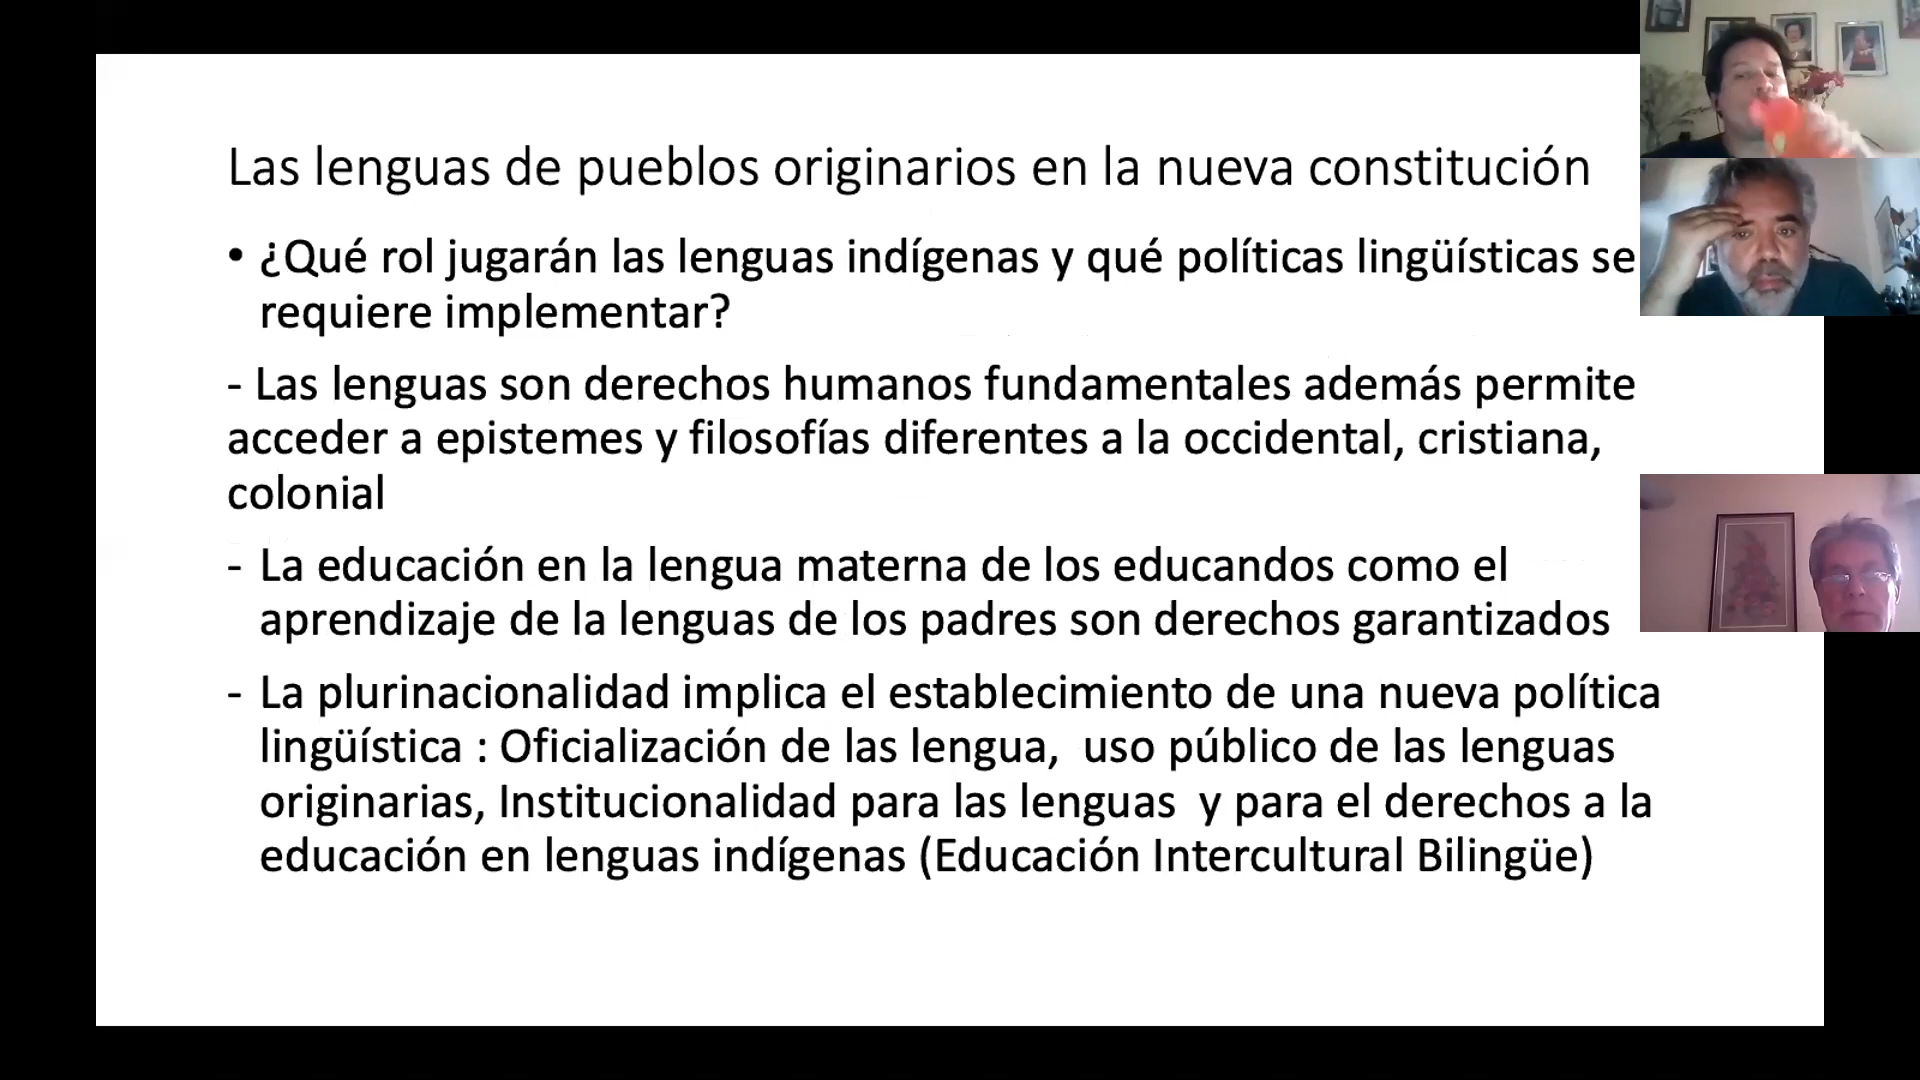 Las lenguas de pueblos originarios en la nueva constitución
• ¿Qué rol jugarán las lenguas indígenas y qué políticas lingüísticas se
requiere implementar?
- Las lenguas son derechos humanos fundamentales además permite
acceder a epistemes y filosofías diferentes a la occidental, cristiana,
colonial
- La educación en la lengua materna de los educandos como el
aprendizaje de la lenguas de los padres son derechos garantizados
- La plurinacionalidad implica el establecimiento de una nueva política
lingüística : Oficialización de las lengua,  uso público de las lenguas
originarias, Institucionalidad para las lenguas  y para el derechos a la
educación en lenguas indígenas (Educación Intercultural Bilingüe)